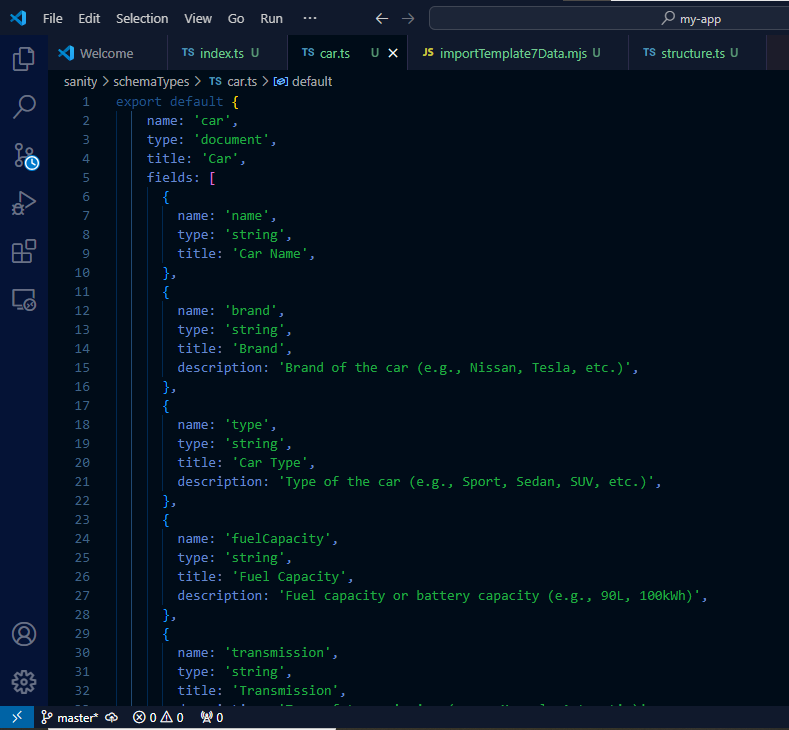 File Edit Selection View Go Run ··· my-app
Welcome TS index.ts U TS car.ts U JS importTemplate7Data.mjs U TS structure.ts U
sanity > schemaTypes > TS car.ts > default
1 export default {
2 name: 'car',
3 type: 'document',
4 title: 'Car',
5 fields: [
6 {
7 name: 'name',
8 type: 'string',
9 title: 'Car Name',
10 },
11 {
12 name: 'brand',
13 type: 'string',
14 title: 'Brand',
15 description: 'Brand of the car (e.g., Nissan, Tesla, etc.)',
16 },
17 {
18 name: 'type',
19 type: 'string',
20 title: 'Car Type',
21 description: 'Type of the car (e.g., Sport, Sedan, SUV, etc.)',
22 },
23 {
24 name: 'fuelCapacity',
25 type: 'string',
26 title: 'Fuel Capacity',
27 description: 'Fuel capacity or battery capacity (e.g., 90L, 100kWh)',
28 },
29 {
30 name: 'transmission',
31 type: 'string',
32 title: 'Transmission',
master* 0 0 0